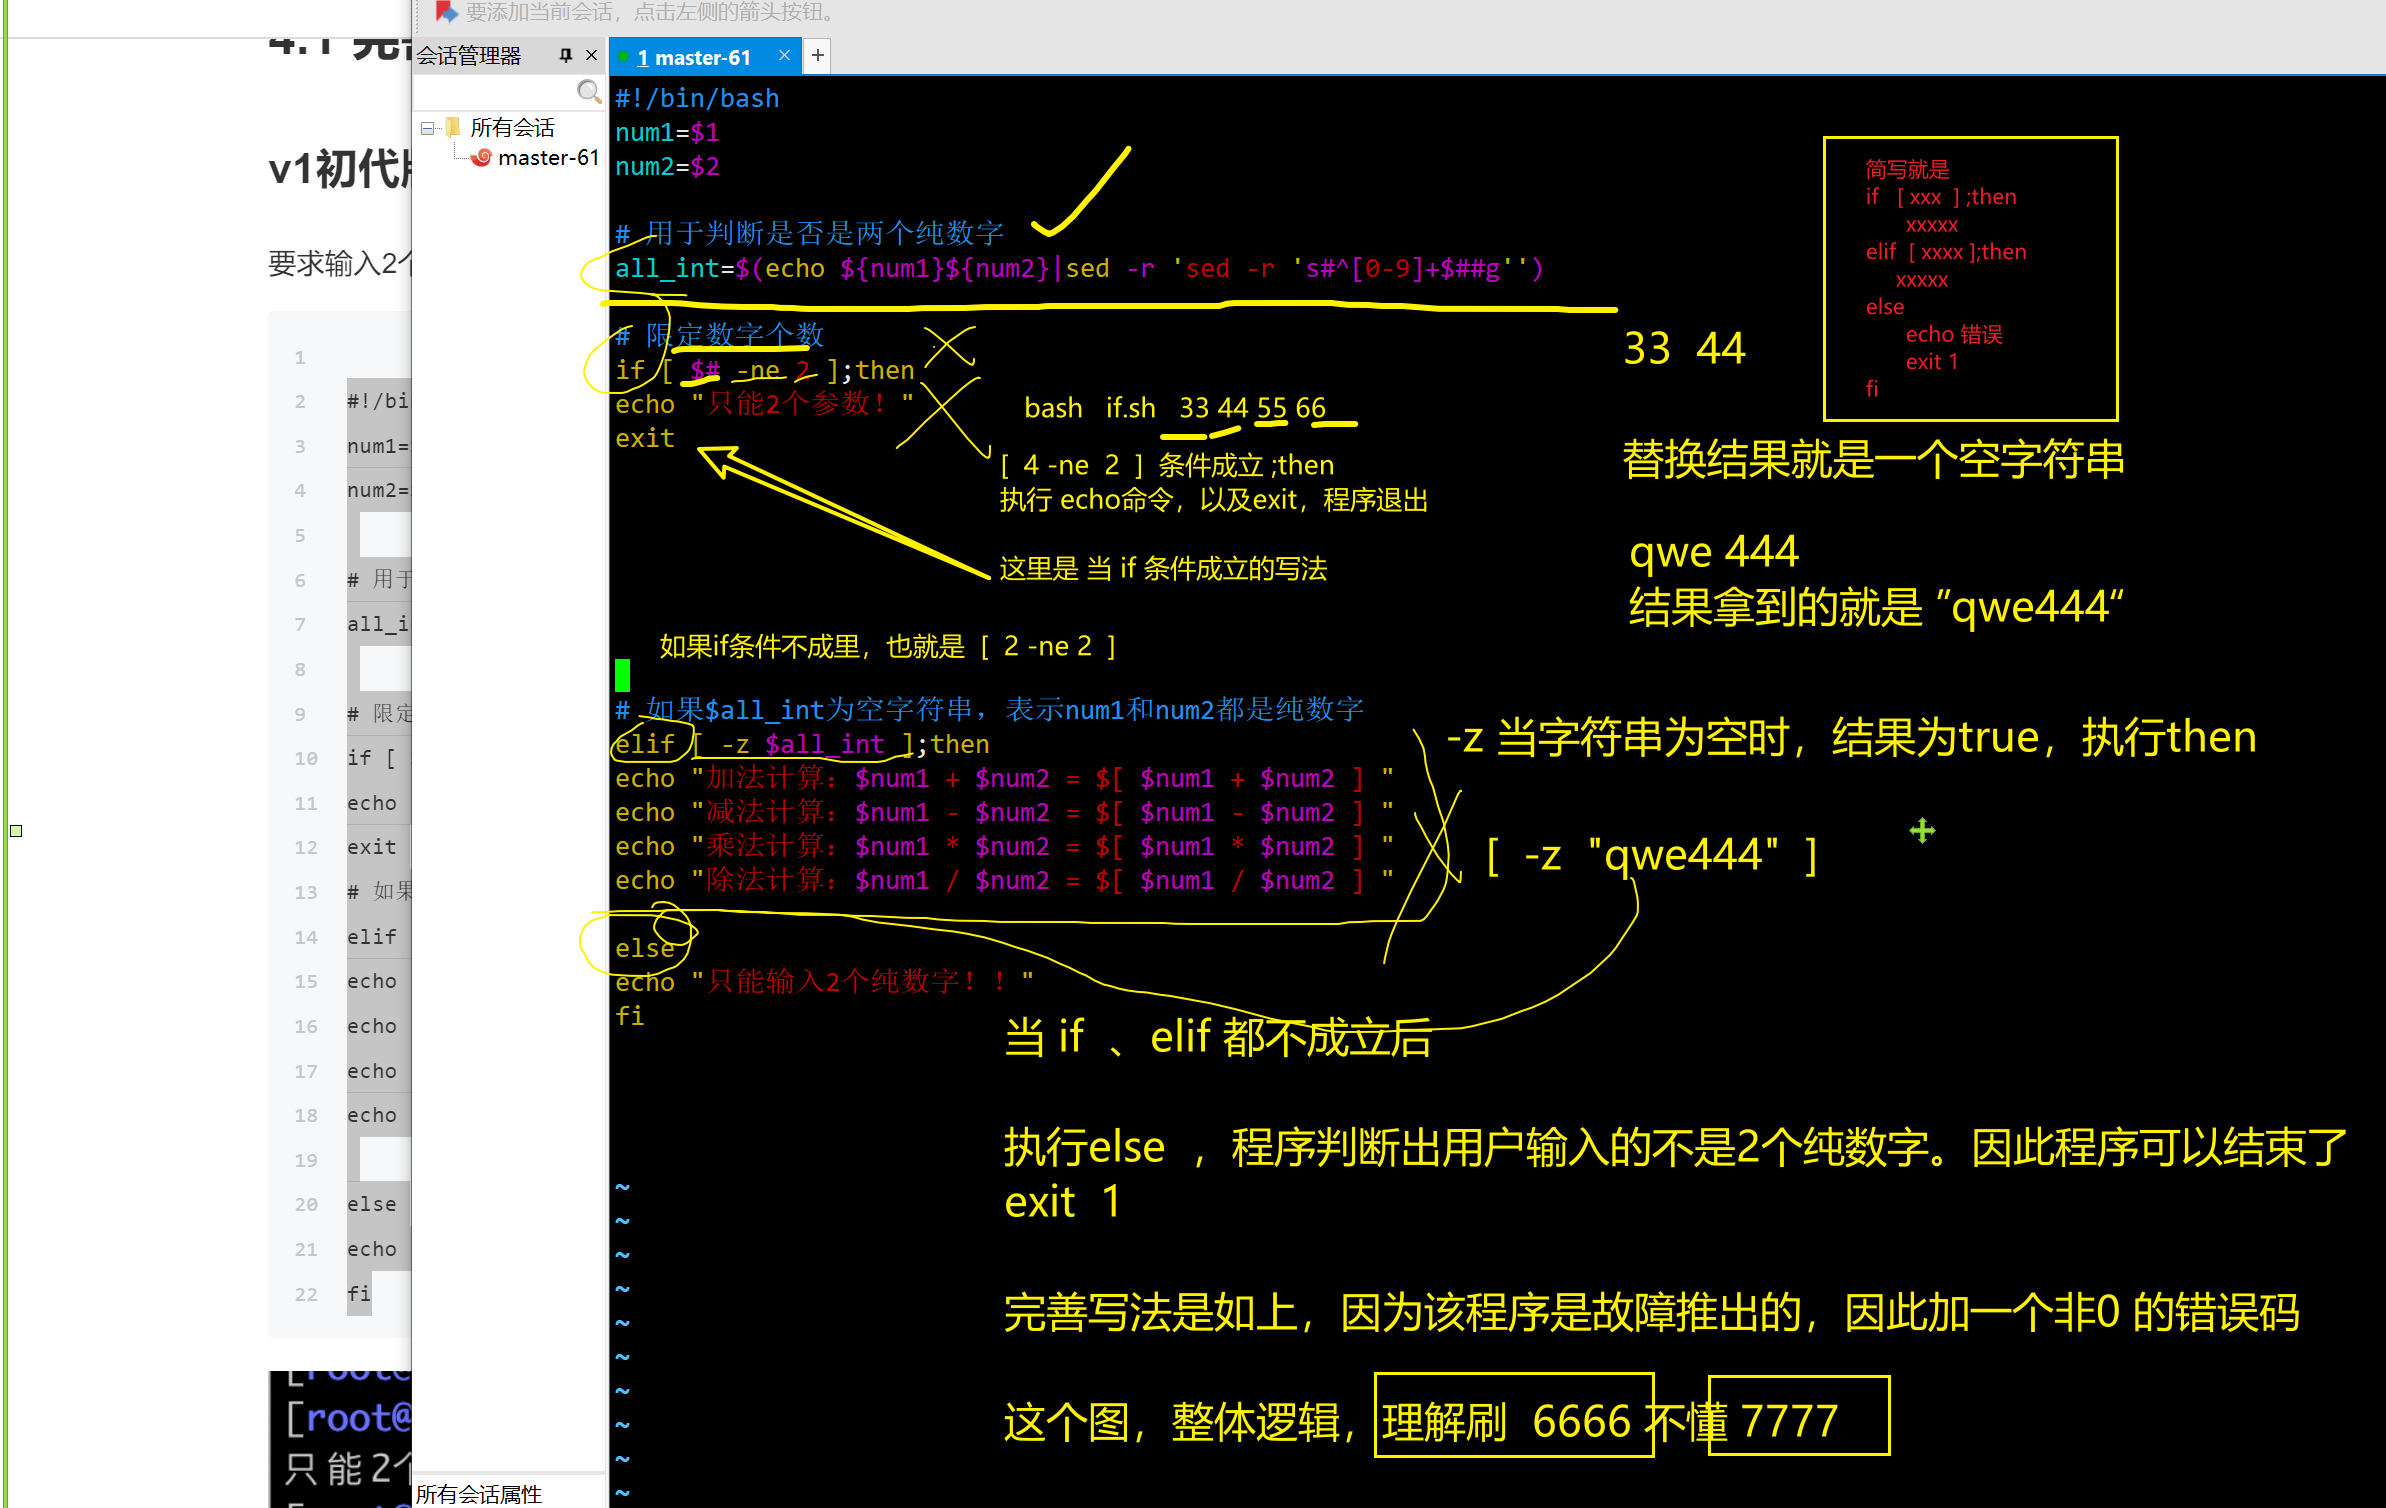 要添加当前会话，点击左侧的箭头按钮。
4.1
v1初代
要求输入2个
1
2 #!/bi
3 num1=
4 num2=
5
6 # 用于
7 all_i
8
9 # 限定
10 if [
11 echo
12 exit
13 # 如果
14 elif
15 echo
16 echo
17 echo
18 echo
19
20 else
21 echo
22 fi
[root@
[root@
只能2个
会话管理器
所有会话
master-61
所有会话属性
1 master-61
#!/bin/bash
num1=$1
num2=$2
# 用于判断是否是两个纯数字
all_int=$(echo ${num1}${num2}|sed -r 'sed -r 's#^[0-9]+$##g'')
# 限定数字个数
if [ $# -ne 2 ];then
echo "只能2个参数！"
exit
# 如果$all_int为空字符串，表示num1和num2都是纯数字
elif [ -z $all_int ];then
echo "加法计算：$num1 + $num2 = $[ $num1 + $num2 ] "
echo "减法计算：$num1 - $num2 = $[ $num1 - $num2 ] "
echo "乘法计算：$num1 * $num2 = $[ $num1 * $num2 ] "
echo "除法计算：$num1 / $num2 = $[ $num1 / $num2 ] "
else
echo "只能输入2个纯数字！！"
fi
~
~
~
~
~
~
~
~
~
~
bash if.sh 33 44 55 66
[ 4 -ne 2 ] 条件成立 ;then
执行 echo命令，以及exit，程序退出
这里是 当 if 条件成立的写法
如果if条件不成里，也就是 [ 2 -ne 2 ]
简写就是
if [ xxx ] ;then
xxxxx
elif [ xxxx ];then
xxxxx
else
echo 错误
exit 1
fi
33 44
替换结果就是一个空字符串
qwe 444
结果拿到的就是 ”qwe444“
-z 当字符串为空时，结果为true，执行then
[ -z "qwe444" ]
当 if 、elif 都不成立后
执行else ，程序判断出用户输入的不是2个纯数字。因此程序可以结束了
exit 1
完善写法是如上，因为该程序是故障推出的，因此加一个非0 的错误码
这个图，整体逻辑，理解刷 6666 不懂 7777